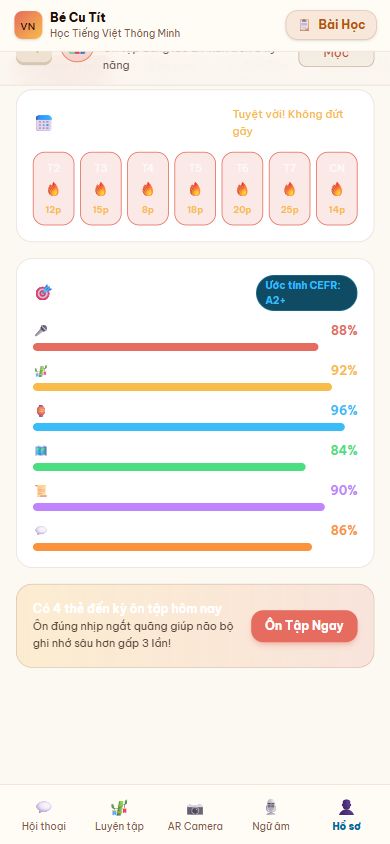 VN
Bé Cu Tít
Học Tiếng Việt Thông Minh
Bài Học
năng
Mọc
Tuyệt vời! Không đứt
gãy
T2
T3
T4
T5
T6
T7
CN
12p
15p
8p
18p
20p
25p
14p
Ước tính CEFR:
A2+
88%
92%
96%
84%
90%
86%
Có 4 thẻ đến kỳ ôn tập hôm nay
Ôn đúng nhịp ngắt quãng giúp não bộ
ghi nhớ sâu hơn gấp 3 lần!
Ôn Tập Ngay
Hội thoại
Luyện tập
AR Camera
Ngữ âm
Hồ sơ